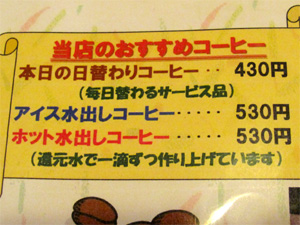 当店のおすすめコーヒー
本日の日替わりコーヒー‥‥ 430円
(毎日替わるサービス品)
アイス水出しコーヒー‥‥‥ 530円
ホット水出しコーヒー‥‥‥ 530円
(還元水で一滴ずつ作り上げています)